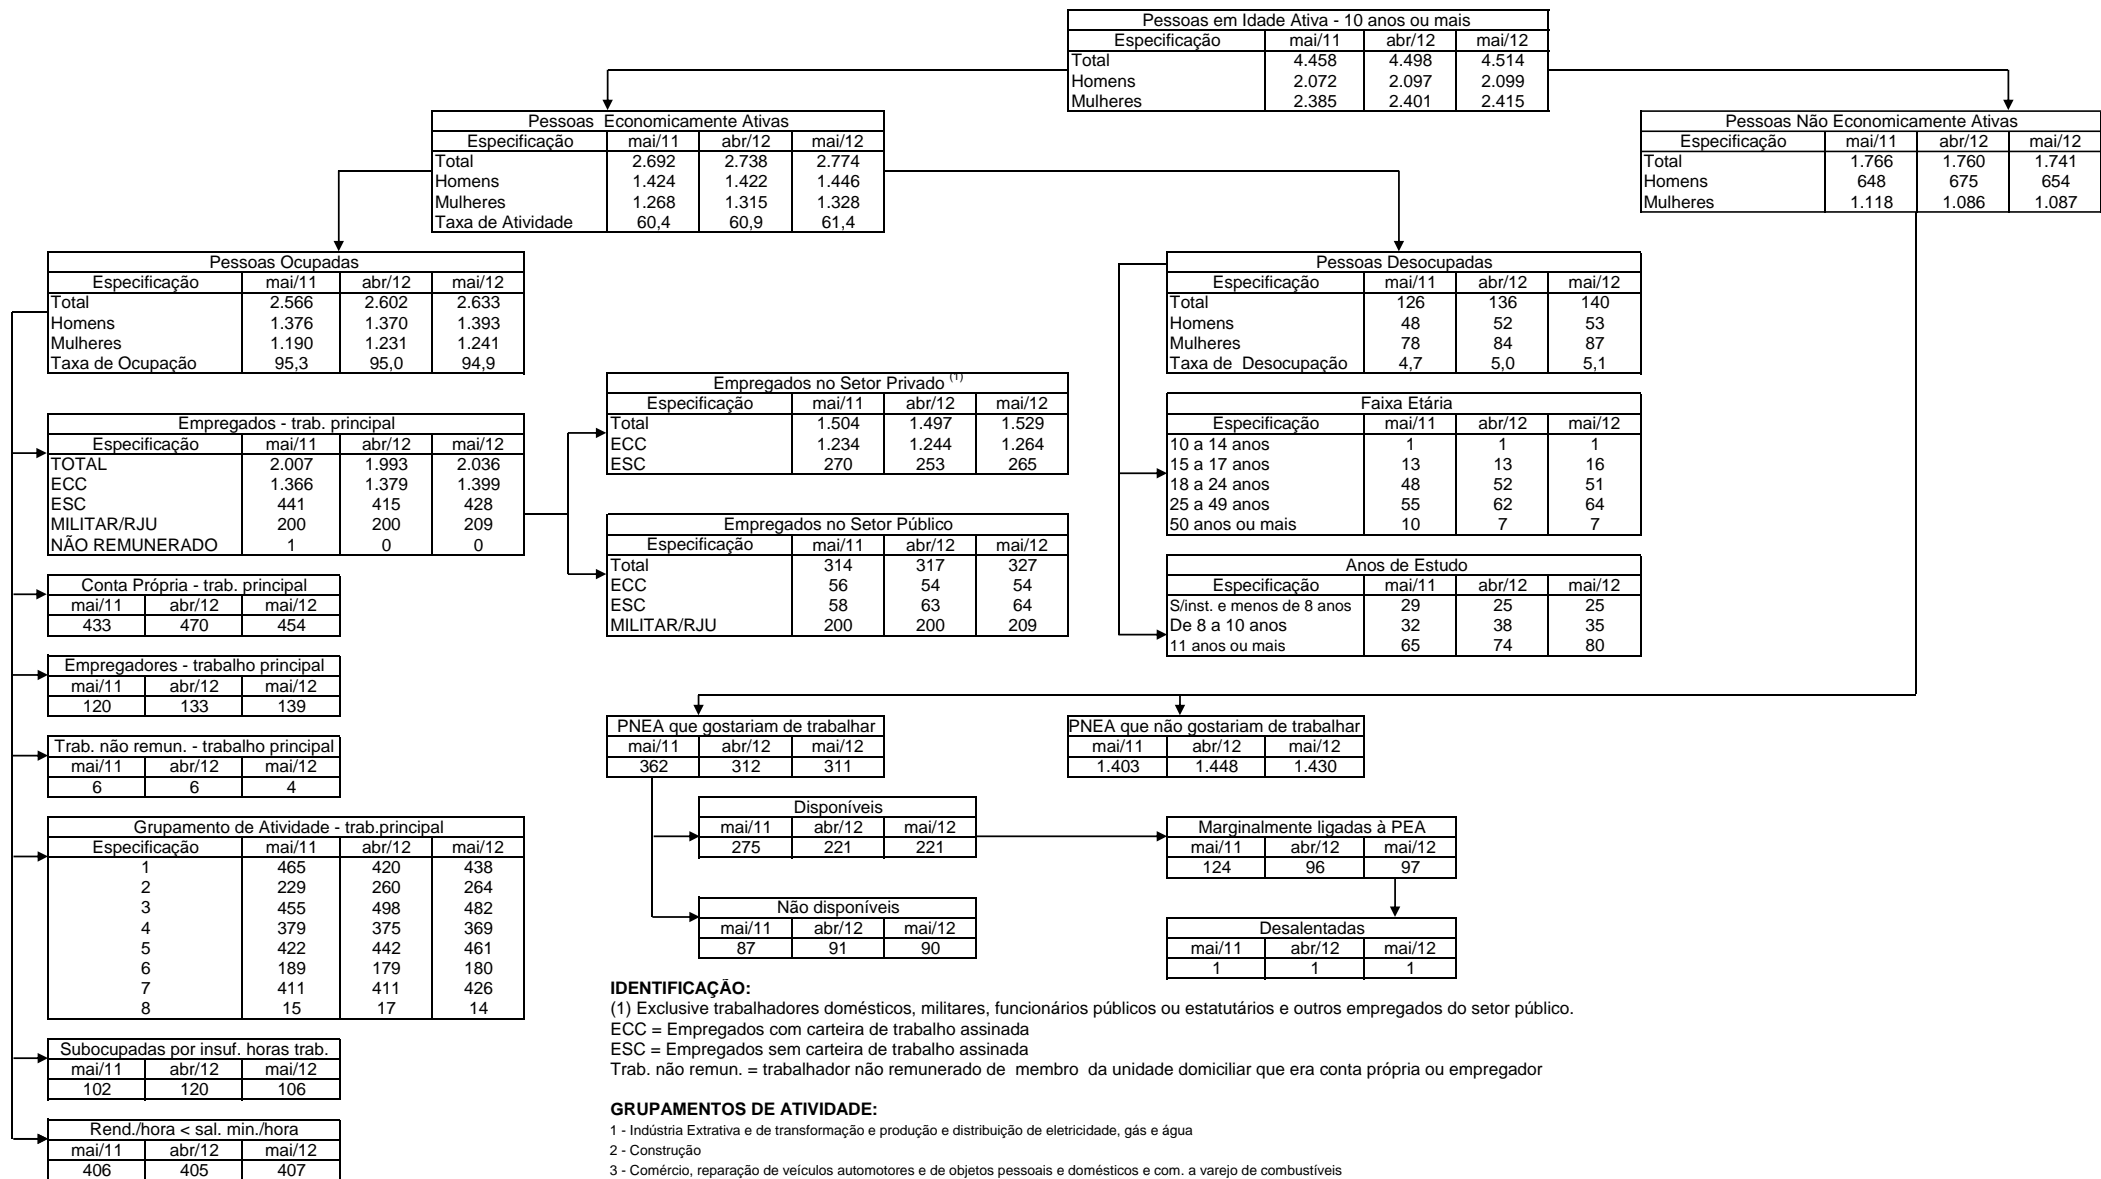 Pessoas em Idade Ativa - 10 anos ou mais
Especificação mai/11 abr/12 mai/12
Total 4.458 4.498 4.514
Homens 2.072 2.097 2.099
Mulheres 2.385 2.401 2.415
Pessoas Economicamente Ativas
Especificação mai/11 abr/12 mai/12
Total 2.692 2.738 2.774
Homens 1.424 1.422 1.446
Mulheres 1.268 1.315 1.328
Taxa de Atividade 60,4 60,9 61,4
Pessoas Não Economicamente Ativas
Especificação mai/11 abr/12 mai/12
Total 1.766 1.760 1.741
Homens 648 675 654
Mulheres 1.118 1.086 1.087
Pessoas Ocupadas
Especificação mai/11 abr/12 mai/12
Total 2.566 2.602 2.633
Homens 1.376 1.370 1.393
Mulheres 1.190 1.231 1.241
Taxa de Ocupação 95,3 95,0 94,9
Pessoas Desocupadas
Especificação mai/11 abr/12 mai/12
Total 126 136 140
Homens 48 52 53
Mulheres 78 84 87
Taxa de Desocupação 4,7 5,0 5,1
Empregados - trab. principal
Especificação mai/11 abr/12 mai/12
TOTAL 2.007 1.993 2.036
ECC 1.366 1.379 1.399
ESC 441 415 428
MILITAR/RJU 200 200 209
NÃO REMUNERADO 1 0 0
Empregados no Setor Privado (1)
Especificação mai/11 abr/12 mai/12
Total 1.504 1.497 1.529
ECC 1.234 1.244 1.264
ESC 270 253 265
Empregados no Setor Público
Especificação mai/11 abr/12 mai/12
Total 314 317 327
ECC 56 54 54
ESC 58 63 64
MILITAR/RJU 200 200 209
Faixa Etária
Especificação mai/11 abr/12 mai/12
10 a 14 anos 1 1 1
15 a 17 anos 13 13 16
18 a 24 anos 48 52 51
25 a 49 anos 55 62 64
50 anos ou mais 10 7 7
Anos de Estudo
Especificação mai/11 abr/12 mai/12
S/inst. e menos de 8 anos 29 25 25
De 8 a 10 anos 32 38 35
11 anos ou mais 65 74 80
Conta Própria - trab. principal
mai/11 abr/12 mai/12
433 470 454
Empregadores - trabalho principal
mai/11 abr/12 mai/12
120 133 139
Trab. não remun. - trabalho principal
mai/11 abr/12 mai/12
6 6 4
Grupamento de Atividade - trab.principal
Especificação mai/11 abr/12 mai/12
1 465 420 438
2 229 260 264
3 455 498 482
4 379 375 369
5 422 442 461
6 189 179 180
7 411 411 426
8 15 17 14
Subocupadas por insuf. horas trab.
mai/11 abr/12 mai/12
102 120 106
Rend./hora < sal. min./hora
mai/11 abr/12 mai/12
406 405 407
PNEA que gostariam de trabalhar
mai/11 abr/12 mai/12
362 312 311
PNEA que não gostariam de trabalhar
mai/11 abr/12 mai/12
1.403 1.448 1.430
Disponíveis
mai/11 abr/12 mai/12
275 221 221
Marginalmente ligadas à PEA
mai/11 abr/12 mai/12
124 96 97
Não disponíveis
mai/11 abr/12 mai/12
87 91 90
Desalentadas
mai/11 abr/12 mai/12
1 1 1
IDENTIFICAÇÃO:
(1) Exclusive trabalhadores domésticos, militares, funcionários públicos ou estatutários e outros empregados do setor público.
ECC = Empregados com carteira de trabalho assinada
ESC = Empregados sem carteira de trabalho assinada
Trab. não remun. = trabalhador não remunerado de membro da unidade domiciliar que era conta própria ou empregador
GRUPAMENTOS DE ATIVIDADE:
1 - Indústria Extrativa e de transformação e produção e distribuição de eletricidade, gás e água
2 - Construção
3 - Comércio, reparação de veículos automotores e de objetos pessoais e domésticos e com. a varejo de combustíveis